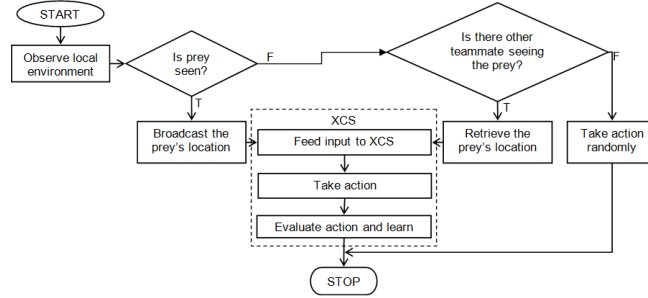 START
Observe local
environment
Is prey
seen?
F
T
Is there other
teammate seeing
the prey?
F
T
Broadcast the
prey's location
XCS
Feed input to XCS
Retrieve the
prey's location
Take action
randomly
Take action
Evaluate action and learn
STOP